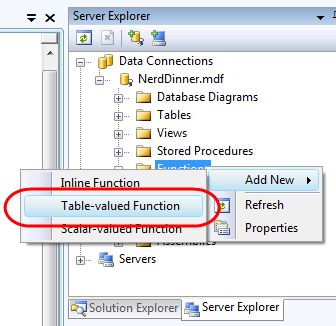 Server Explorer
Data Connections
NerdDinner.mdf
Database Diagrams
Tables
Views
Stored Procedures
Inline Function
Add New
Table-valued Function
Refresh
Scalar-valued Function
Properties
Assemblies
Servers
Solution Explorer
Server Explorer